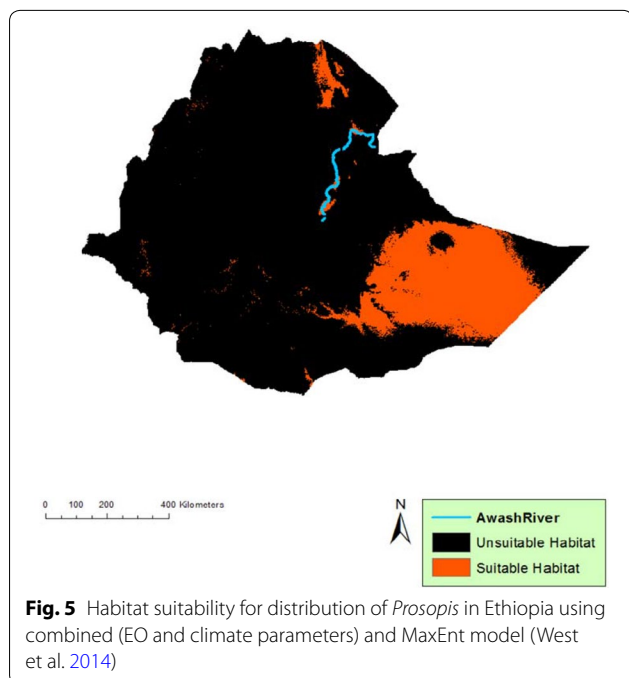 0 100 200 400 Kilometers
N
AwashRiver
Unsuitable Habitat
Suitable Habitat
Fig. 5 Habitat suitability for distribution of Prosopis in Ethiopia using
combined (EO and climate parameters) and MaxEnt model (West
et al. 2014)